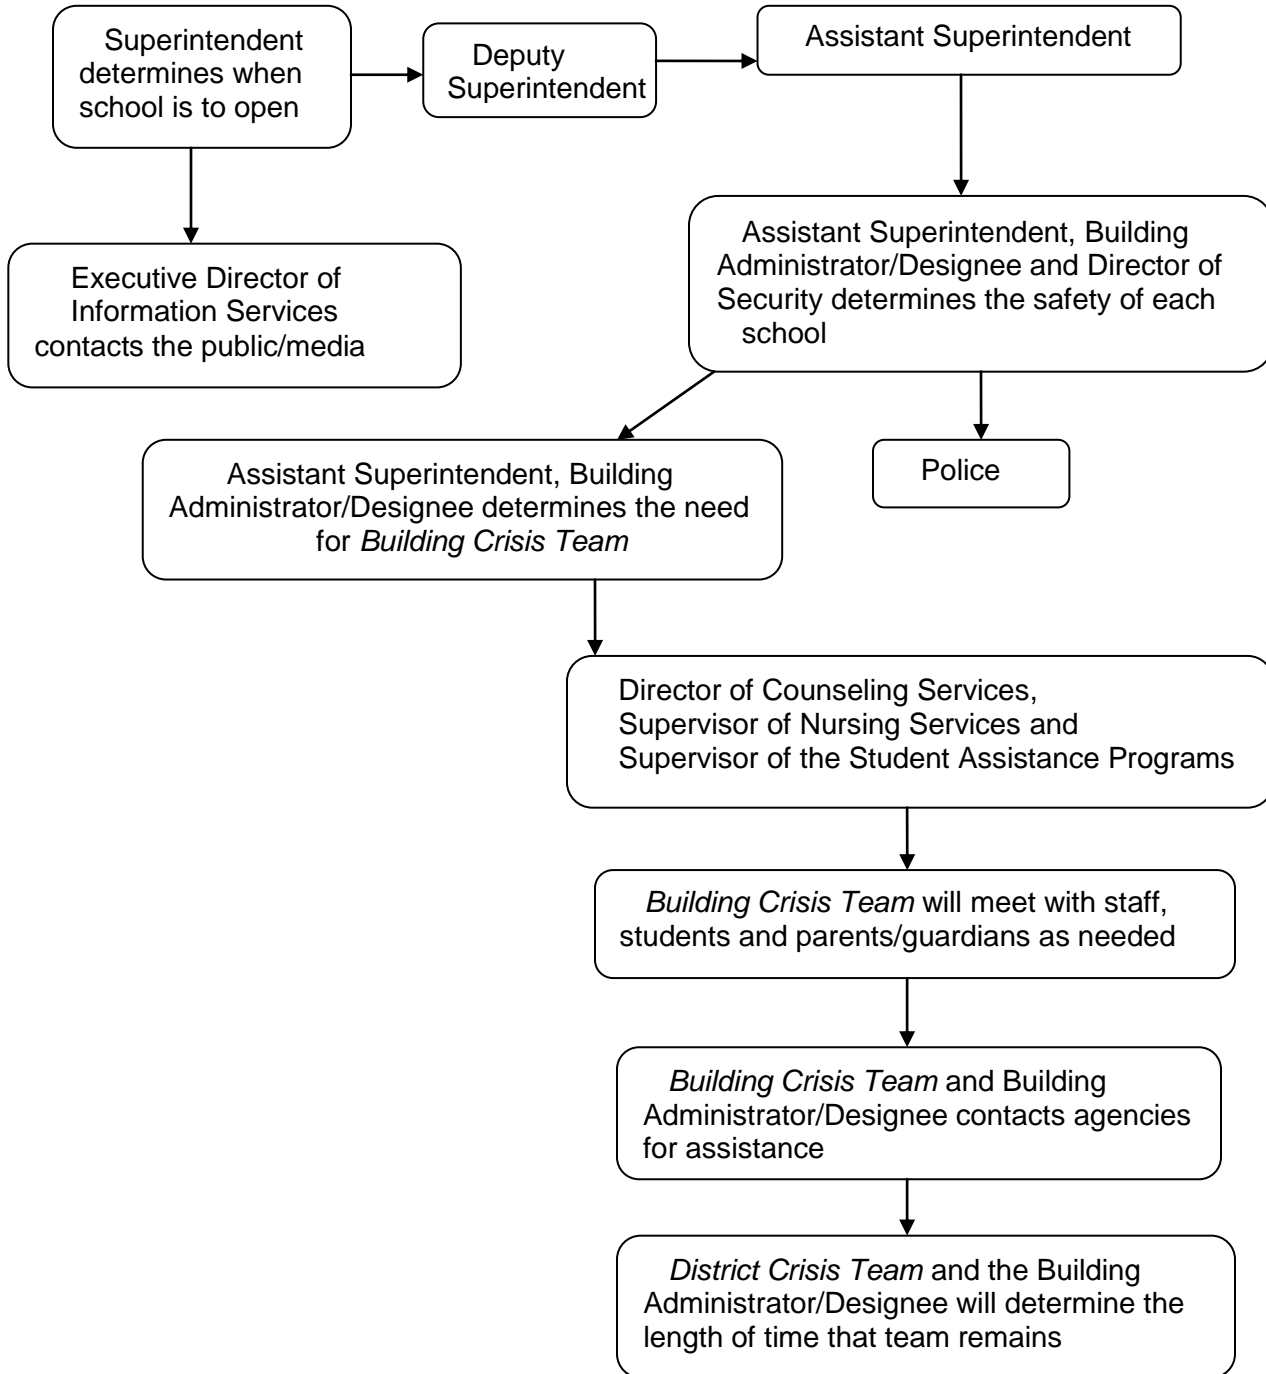 Superintendent
determines when
school is to open
Deputy
Superintendent
Assistant Superintendent
Executive Director of
Information Services
contacts the public/media
Assistant Superintendent, Building
Administrator/Designee and Director of
Security determines the safety of each
school
Assistant Superintendent, Building
Administrator/Designee determines the need
for Building Crisis Team
Police
Director of Counseling Services,
Supervisor of Nursing Services and
Supervisor of the Student Assistance Programs
Building Crisis Team will meet with staff,
students and parents/guardians as needed
Building Crisis Team and Building
Administrator/Designee contacts agencies
for assistance
District Crisis Team and the Building
Administrator/Designee will determine the
length of time that team remains